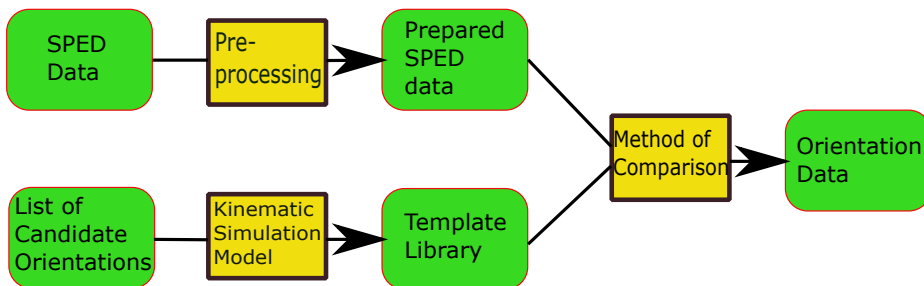 SPED
Data
Pre-
processing
Prepared
SPED
data
List of
Candidate
Orientations
Kinematic
Simulation
Model
Template
Library
Method of
Comparison
Orientation
Data